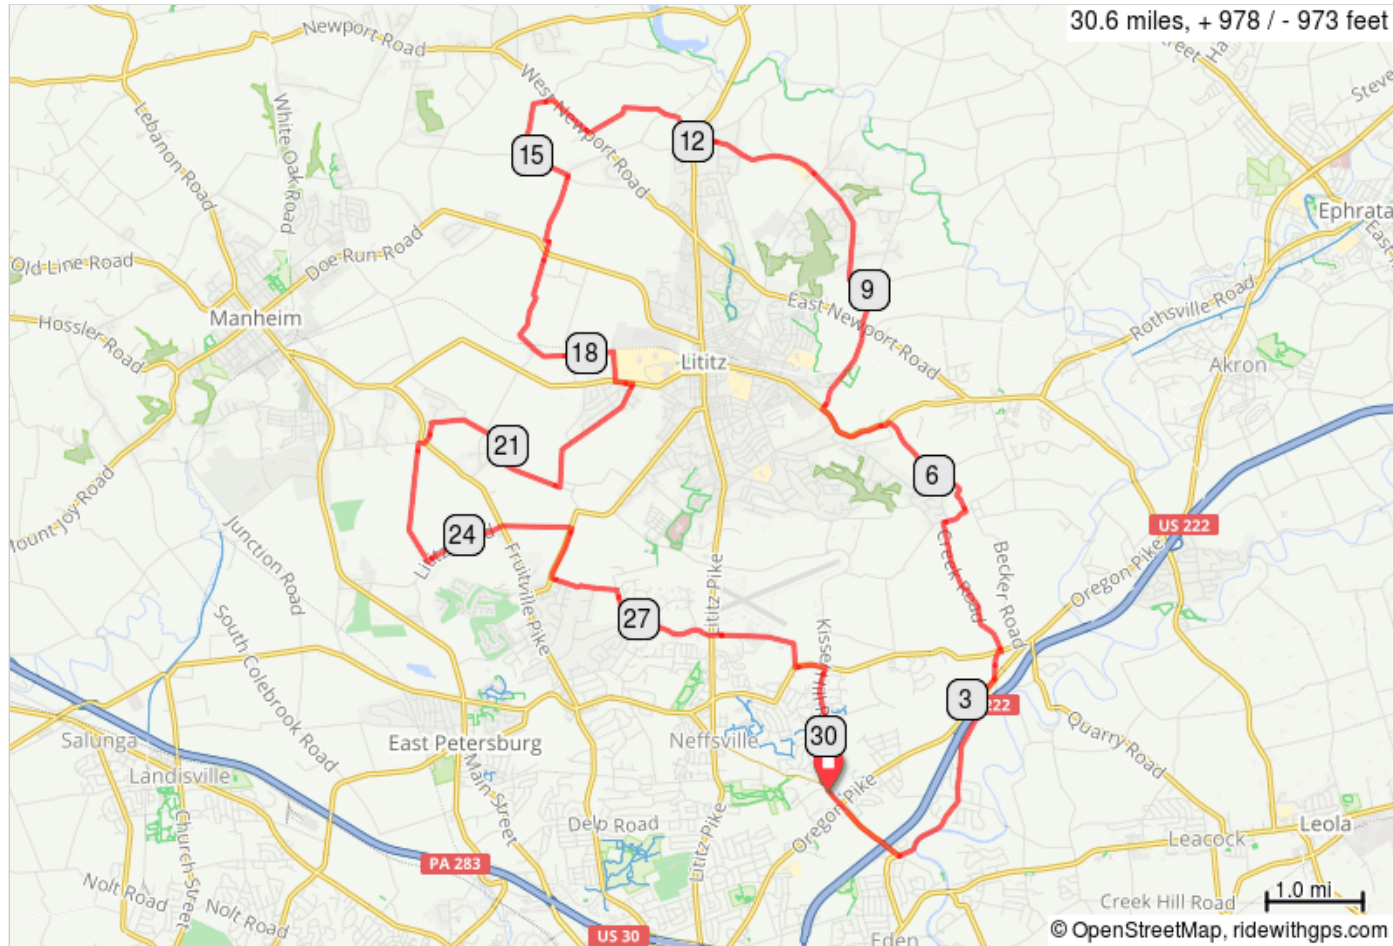 30.6 miles, + 978 / - 973 feet
Newport Road
West Newport Road
Lebanon Road
White Oak Road
12
15
Ephrata
Old Line Road
Doe Run Road
9
East Newport Road
Rothsville Road
Hossler Road
Manheim
18
Lititz
Akron
21
6
Mount Joy Road
US 222
24
Junction Road
Fruitville Pike
Creek Road
Becker Road
Oregon Pike
Lititz Pike
27
South Colebrook Road
3
222
Quarry Road
30
Salunga
East Petersburg
Neffsville
Landisville
Main Street
Oregon Pike
Delp Road
Lititz Pike
Church Street
Leacock
Leola
PA 283
Nolt Road
Nolt Road
Creek Hill Road
1.0 mi
US 30
Eden
© OpenStreetMap, ridewithgps.com